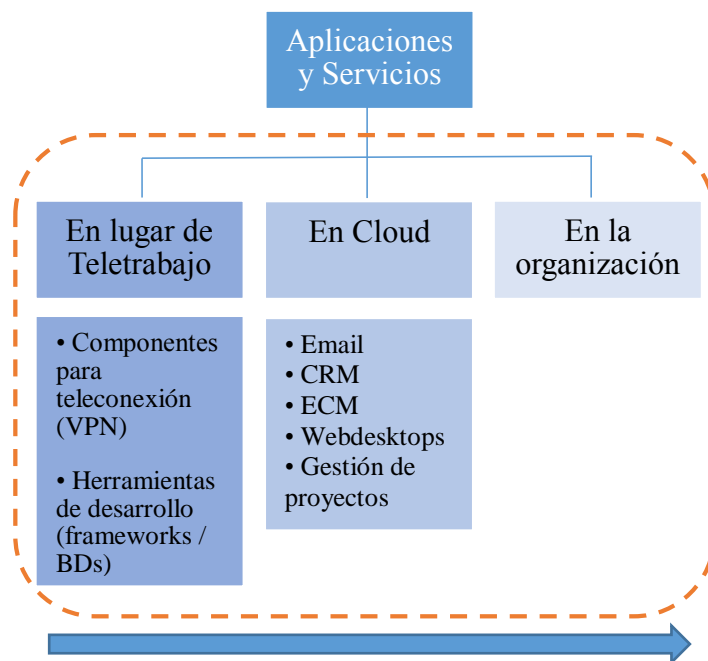 Aplicaciones
y Servicios
En lugar de
Teletrabajo
En Cloud
En la
organización
• Componentes
para
teleconexión
(VPN)
• Herramientas
de desarrollo
(frameworks /
BDs)
• Email
• CRM
• ECM
• Webdesktops
• Gestión de
proyectos